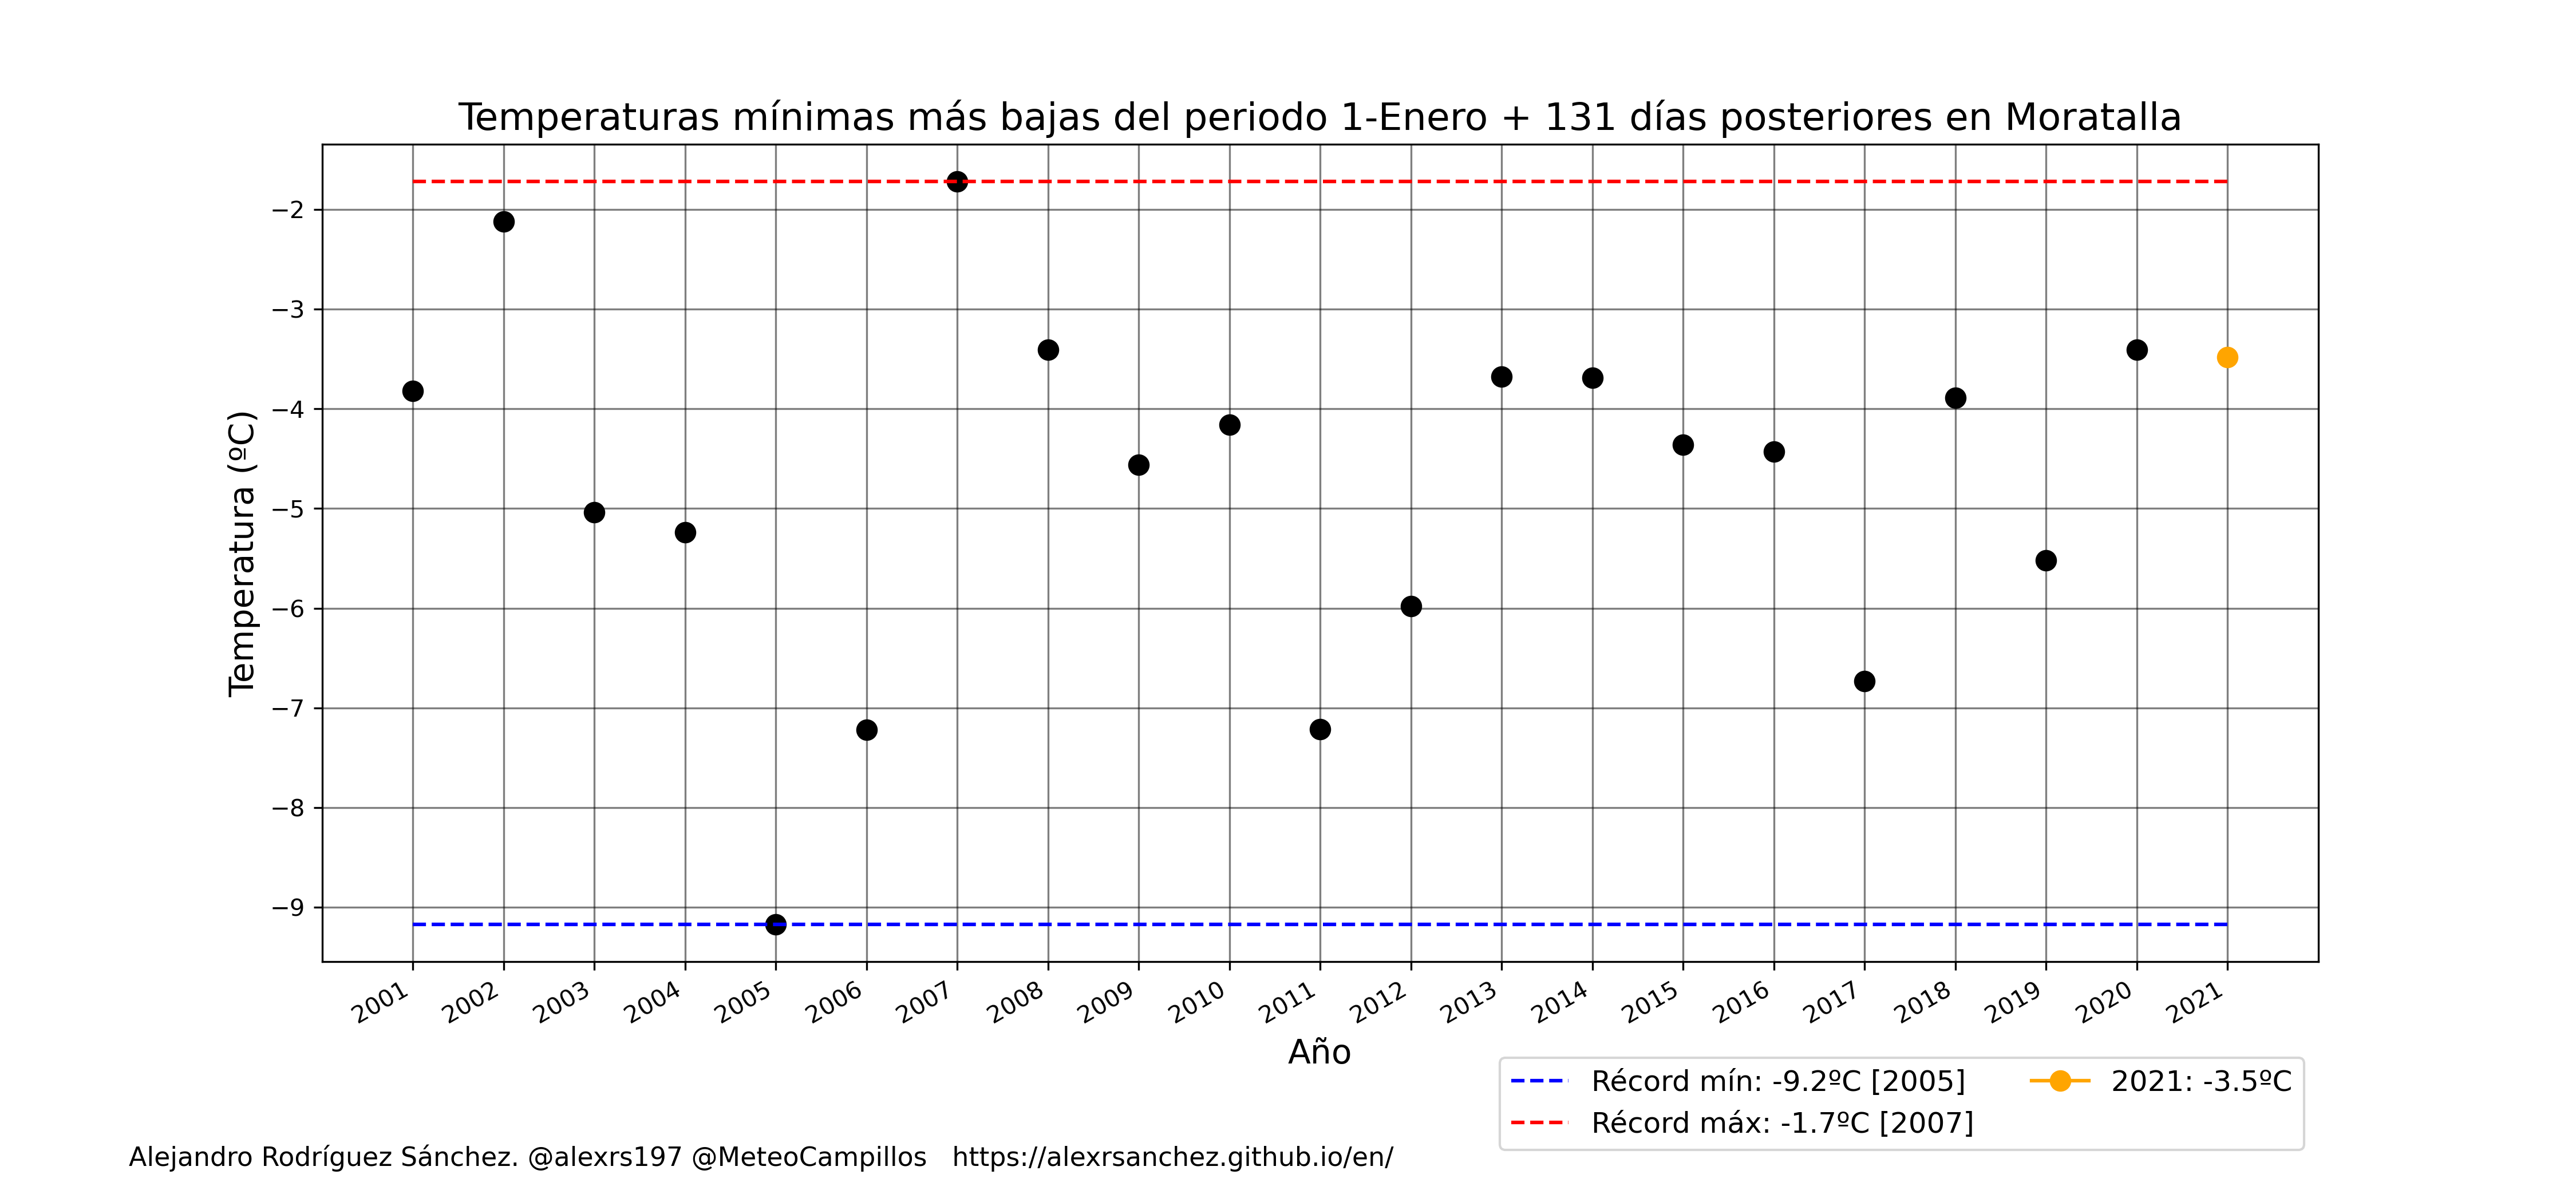 Temperaturas mínimas más bajas del periodo 1-Enero + 131 días posteriores en Moratalla
Temperatura (ºC)
−2
−3
−4
−5
−6
−7
−8
−9
2001 2002 2003 2004 2005 2006 2007 2008 2009 2010 2011 2012 2013 2014 2015 2016 2017 2018 2019 2020 2021
Año
Récord mín: -9.2ºC [2005]
Récord máx: -1.7ºC [2007]
2021: -3.5ºC
Alejandro Rodríguez Sánchez. @alexrs197 @MeteoCampillos https://alexrsanchez.github.io/en/